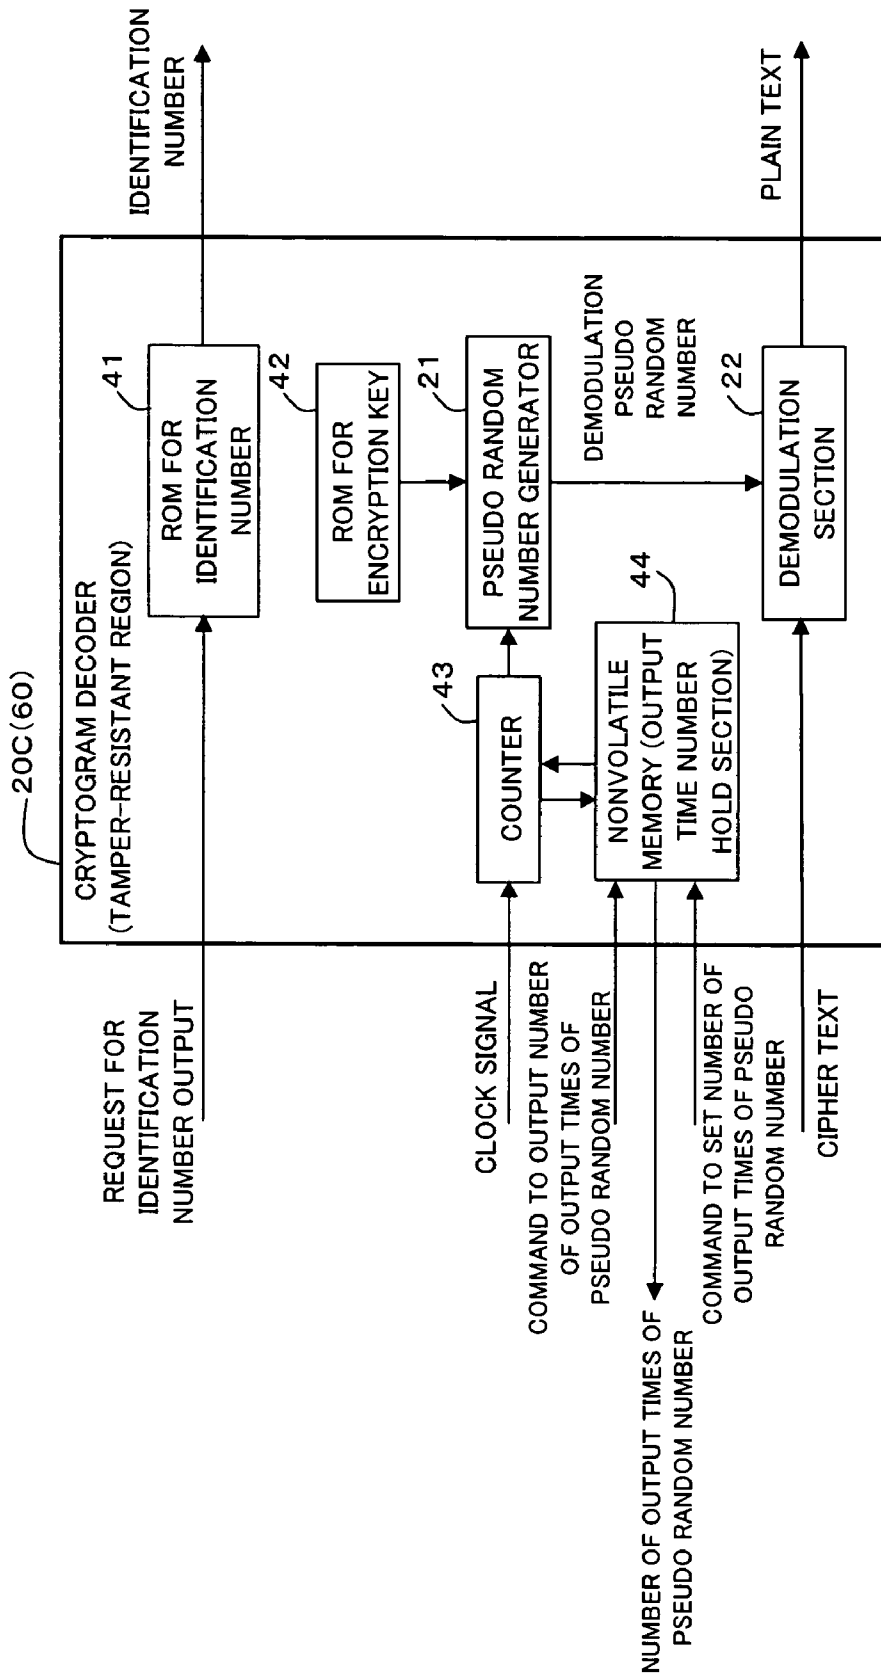 20C(60)
CRYPTOGRAM DECODER
(TAMPER-RESISTANT REGION)
REQUEST FOR
IDENTIFICATION
NUMBER OUTPUT
41
ROM FOR
IDENTIFICATION
NUMBER
IDENTIFICATION
NUMBER
42
ROM FOR
ENCRYPTION KEY
CLOCK SIGNAL
43
COUNTER
21
PSEUDO RANDOM
NUMBER GENERATOR
COMMAND TO OUTPUT NUMBER
OF OUTPUT TIMES OF
PSEUDO RANDOM NUMBER
NUMBER OF OUTPUT TIMES OF
PSEUDO RANDOM NUMBER
COMMAND TO SET NUMBER OF
OUTPUT TIMES OF PSEUDO
RANDOM NUMBER
44
NONVOLATILE
MEMORY (OUTPUT
TIME NUMBER
HOLD SECTION)
DEMODULATION
PSEUDO
RANDOM
NUMBER
CIPHER TEXT
22
DEMODULATION
SECTION
PLAIN TEXT